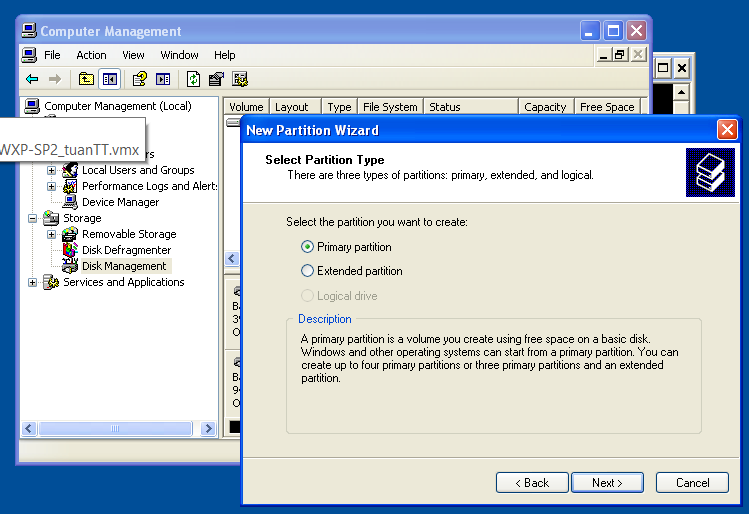 Computer Management
File Action View Window Help
Computer Management (Local)
WXP-SP2_tuanTT.vmx
Local Users and Groups
Performance Logs and Alerts
Device Manager
Storage
Removable Storage
Disk Defragmenter
Disk Management
Services and Applications
Volume Layout Type File System Status Capacity Free Space
New Partition Wizard
Select Partition Type
There are three types of partitions: primary, extended, and logical.
Select the partition you want to create:
Primary partition
Extended partition
Logical drive
Description
A primary partition is a volume you create using free space on a basic disk.
Windows and other operating systems can start from a primary partition. You can
create up to four primary partitions or three primary partitions and an extended
partition.
< Back Next > Cancel